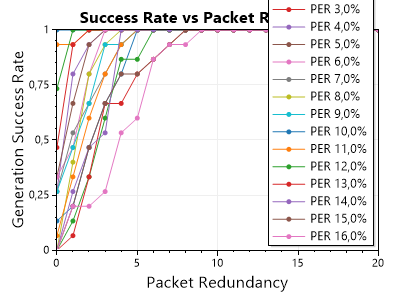 Success Rate vs Packet R
PER 3,0%
PER 4,0%
PER 5,0%
PER 6,0%
PER 7,0%
PER 8,0%
PER 9,0%
PER 10,0%
PER 11,0%
PER 12,0%
PER 13,0%
PER 14,0%
PER 15,0%
PER 16,0%
Generation Success Rate
1
0,75
0,5
0,25
0
0
5
10
15
20
Packet Redundancy